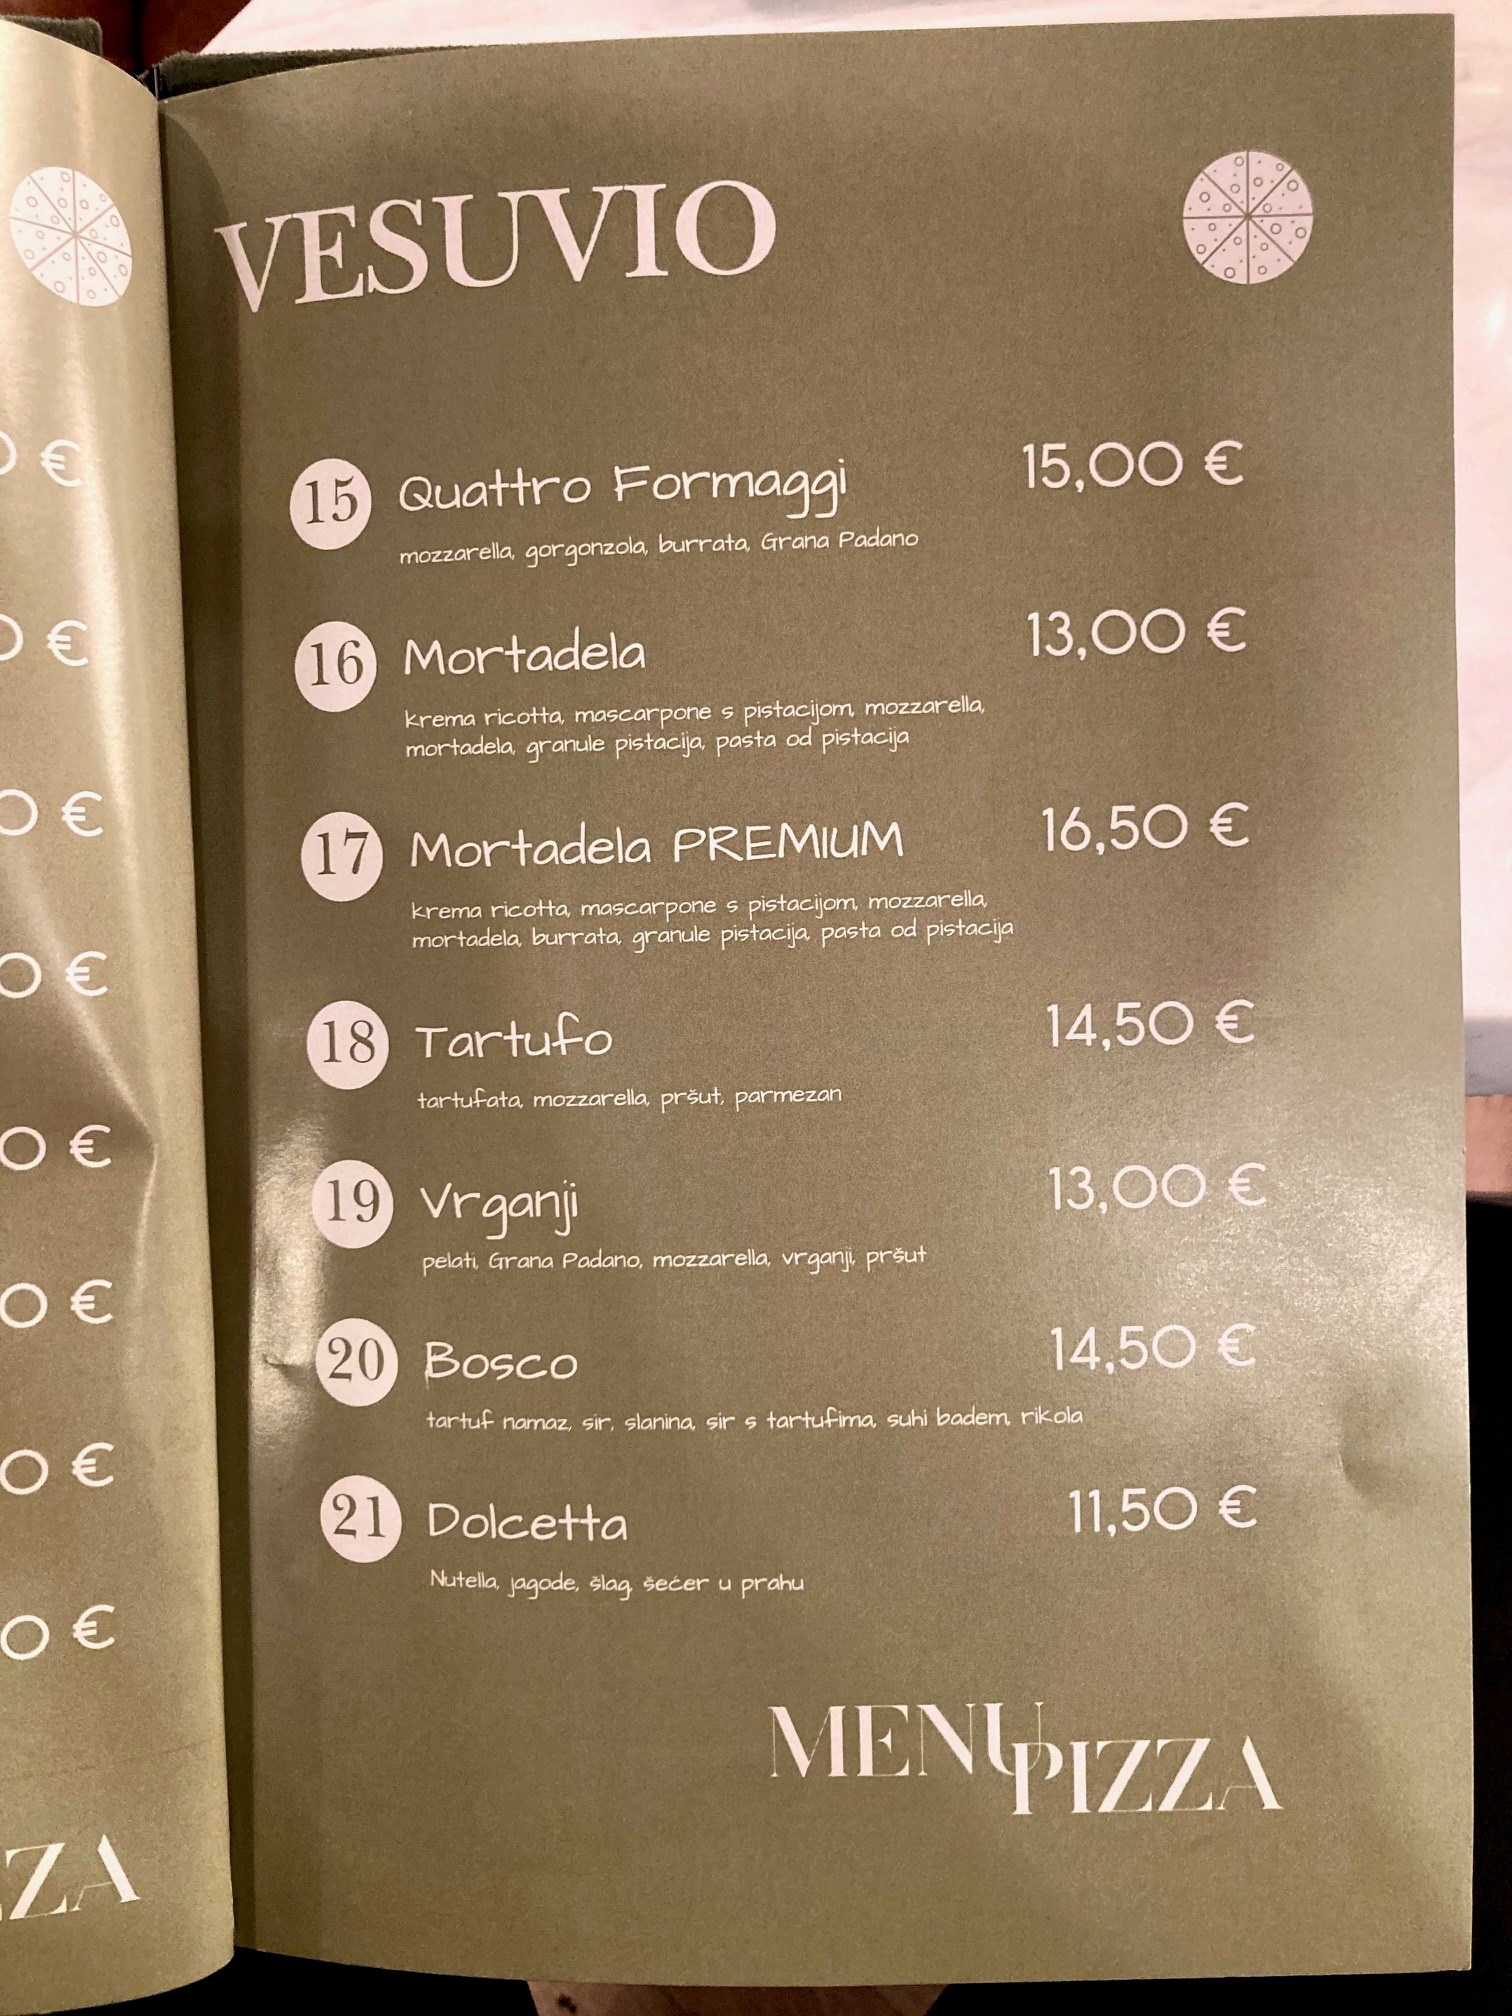 VESUVIO
15 Quattro Formaggi 15,00 €
mozzarella, gorgonzola, burrata, Grana Padano
16 Mortadela 13,00 €
krema ricotta, mascarpone s pistacijom, mozzarella,
mortadela, granule pistacija, pasta od pistacija
17 Mortadela PREMIUM 16,50 €
krema ricotta, mascarpone s pistacijom, mozzarella,
mortadela, burrata, granule pistacija, pasta od pistacija
18 Tartufo 14,50 €
tartufata, mozzarella, pršut, parmezan
19 Vrganji 13,00 €
pelati, Grana Padano, mozzarella, vrganji, pršut
20 Bosco 14,50 €
tartuf namaz, sir, slanina, sir s tartufima, suhi badem, rikola
21 Dolcetta 11,50 €
Nutella, jagode, šlag, šećer u prahu
MENU
PIZZA